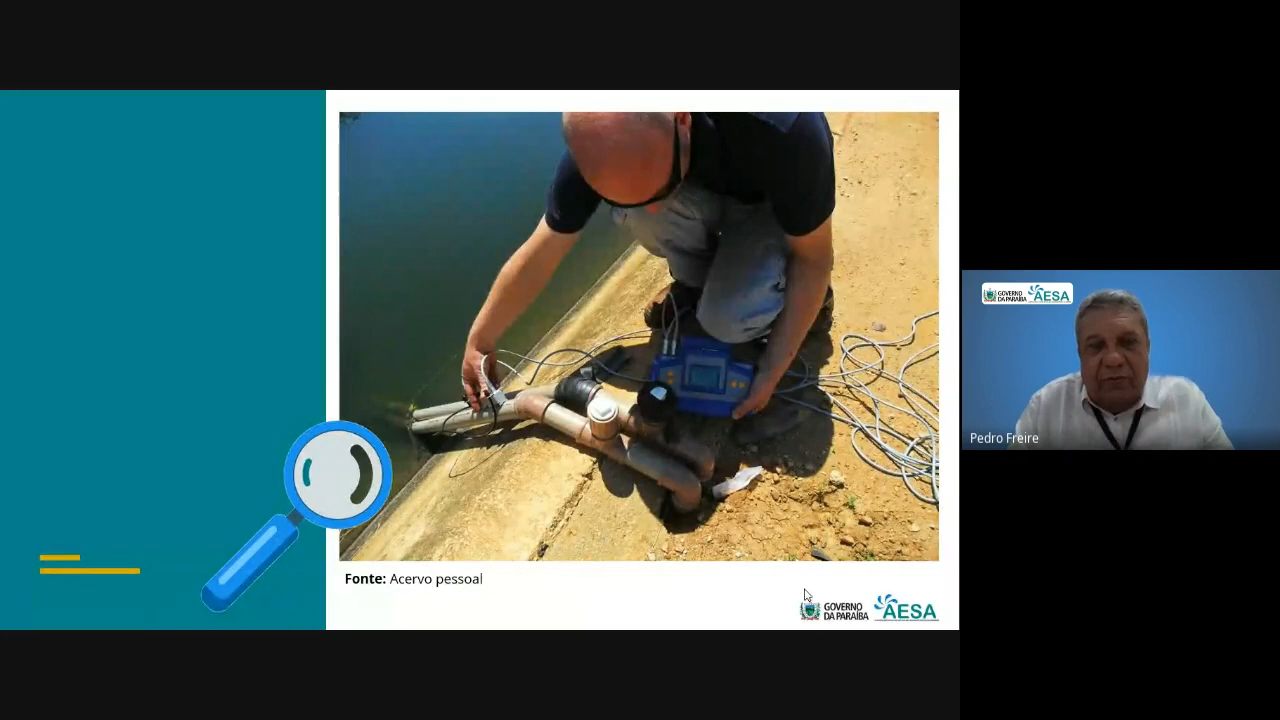 Fonte: Acervo pessoal
GOVERNO
DA PARAÍBA
AESA
GOVERNO
DA PARAÍBA
AESA
Pedro Freire